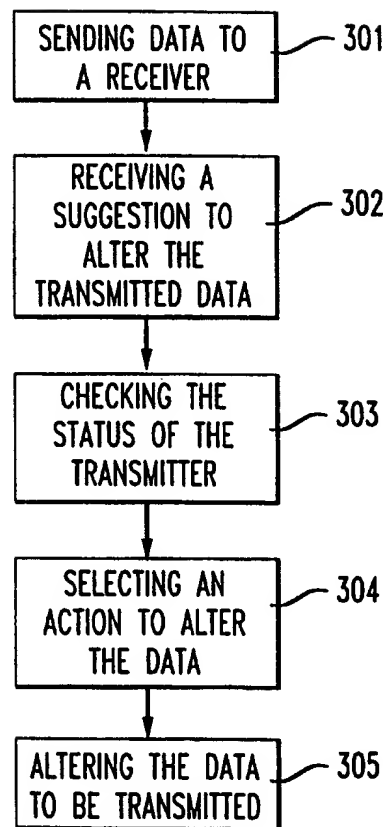 SENDING DATA TO
A RECEIVER
301
RECEIVING A
SUGGESTION TO
ALTER THE
TRANSMITTED DATA
302
CHECKING THE
STATUS OF THE
TRANSMITTER
303
SELECTING AN
ACTION TO ALTER
THE DATA
304
ALTERING THE DATA
TO BE TRANSMITTED
305